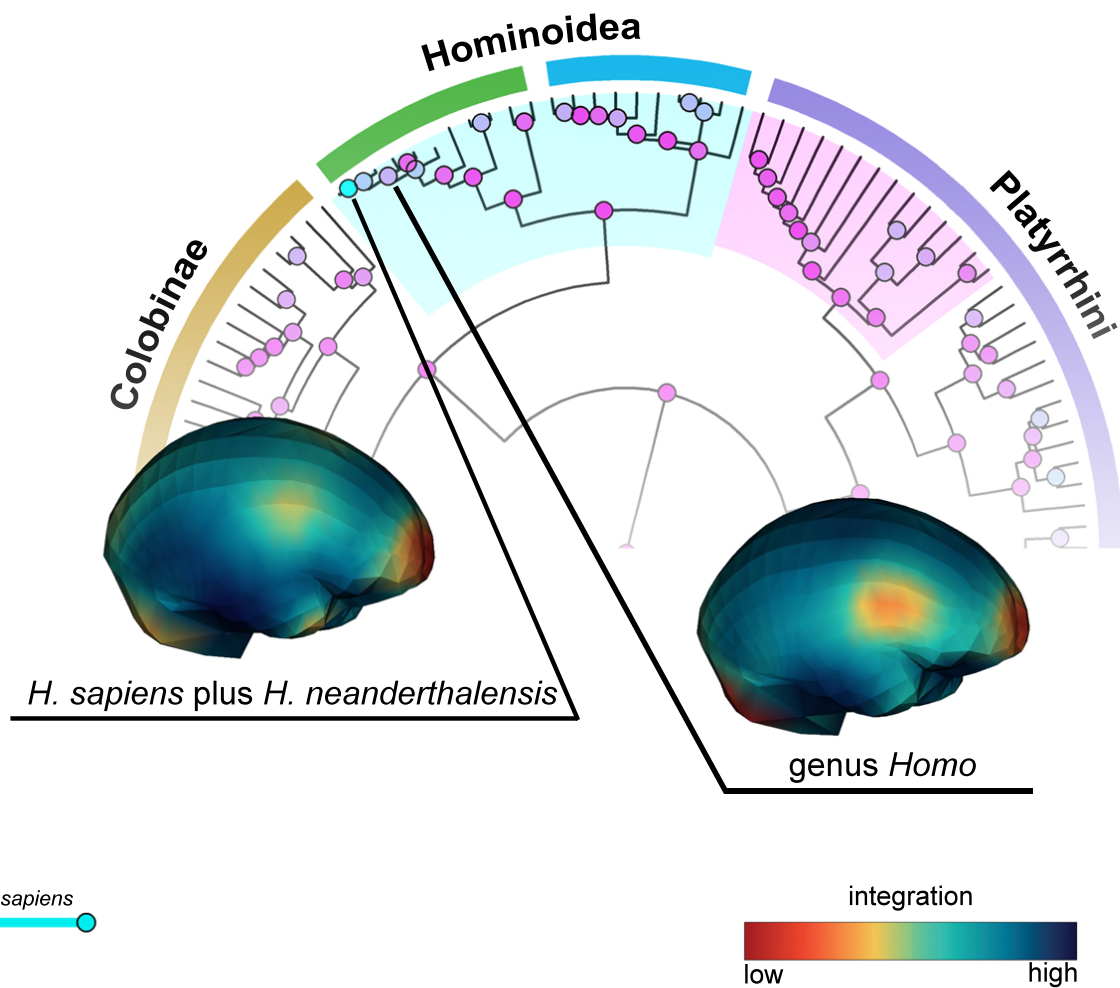 Hominoidea
Colobinae
Platyrrhini
H. sapiens plus H. neanderthalensis
genus Homo
sapiens
integration
low
high